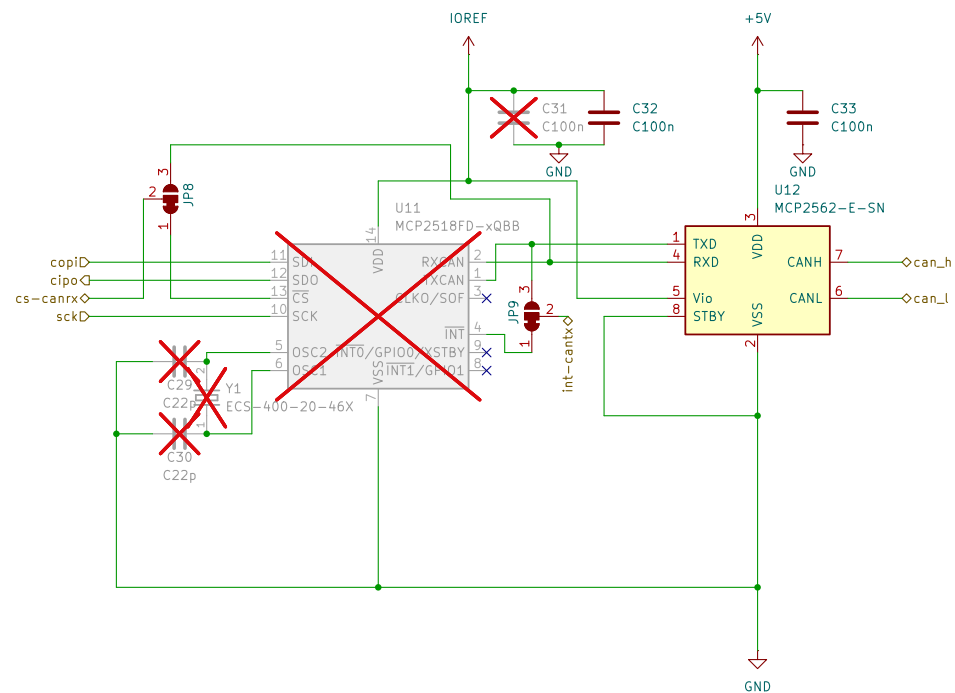 IOREF
+5V
C31
C100n
C32
C100n
C33
C100n
GND
GND
3
2
1
JP8
U11
MCP2518FD-xQBB
U12
MCP2562-E-SN
copi
cipo
cs-canrx
sck
11
12
13
10
5
6
SDI
SDO
CS
SCK
OSC2
OSC1
14
VDD
VSS
7
RXCAN
TXCAN
CLKO/SOF
INT
INT0/GPIO0/XSTBY
INT1/GPIO1
2
1
3
4
9
8
3
2
1
JP9
int-cantx
1
4
5
8
TXD
RXD
Vio
STBY
3
VDD
VSS
2
CANH
CANL
7
6
can_h
can_l
C29
C22p
2
1
Y1
ECS-400-20-46X
C30
C22p
GND